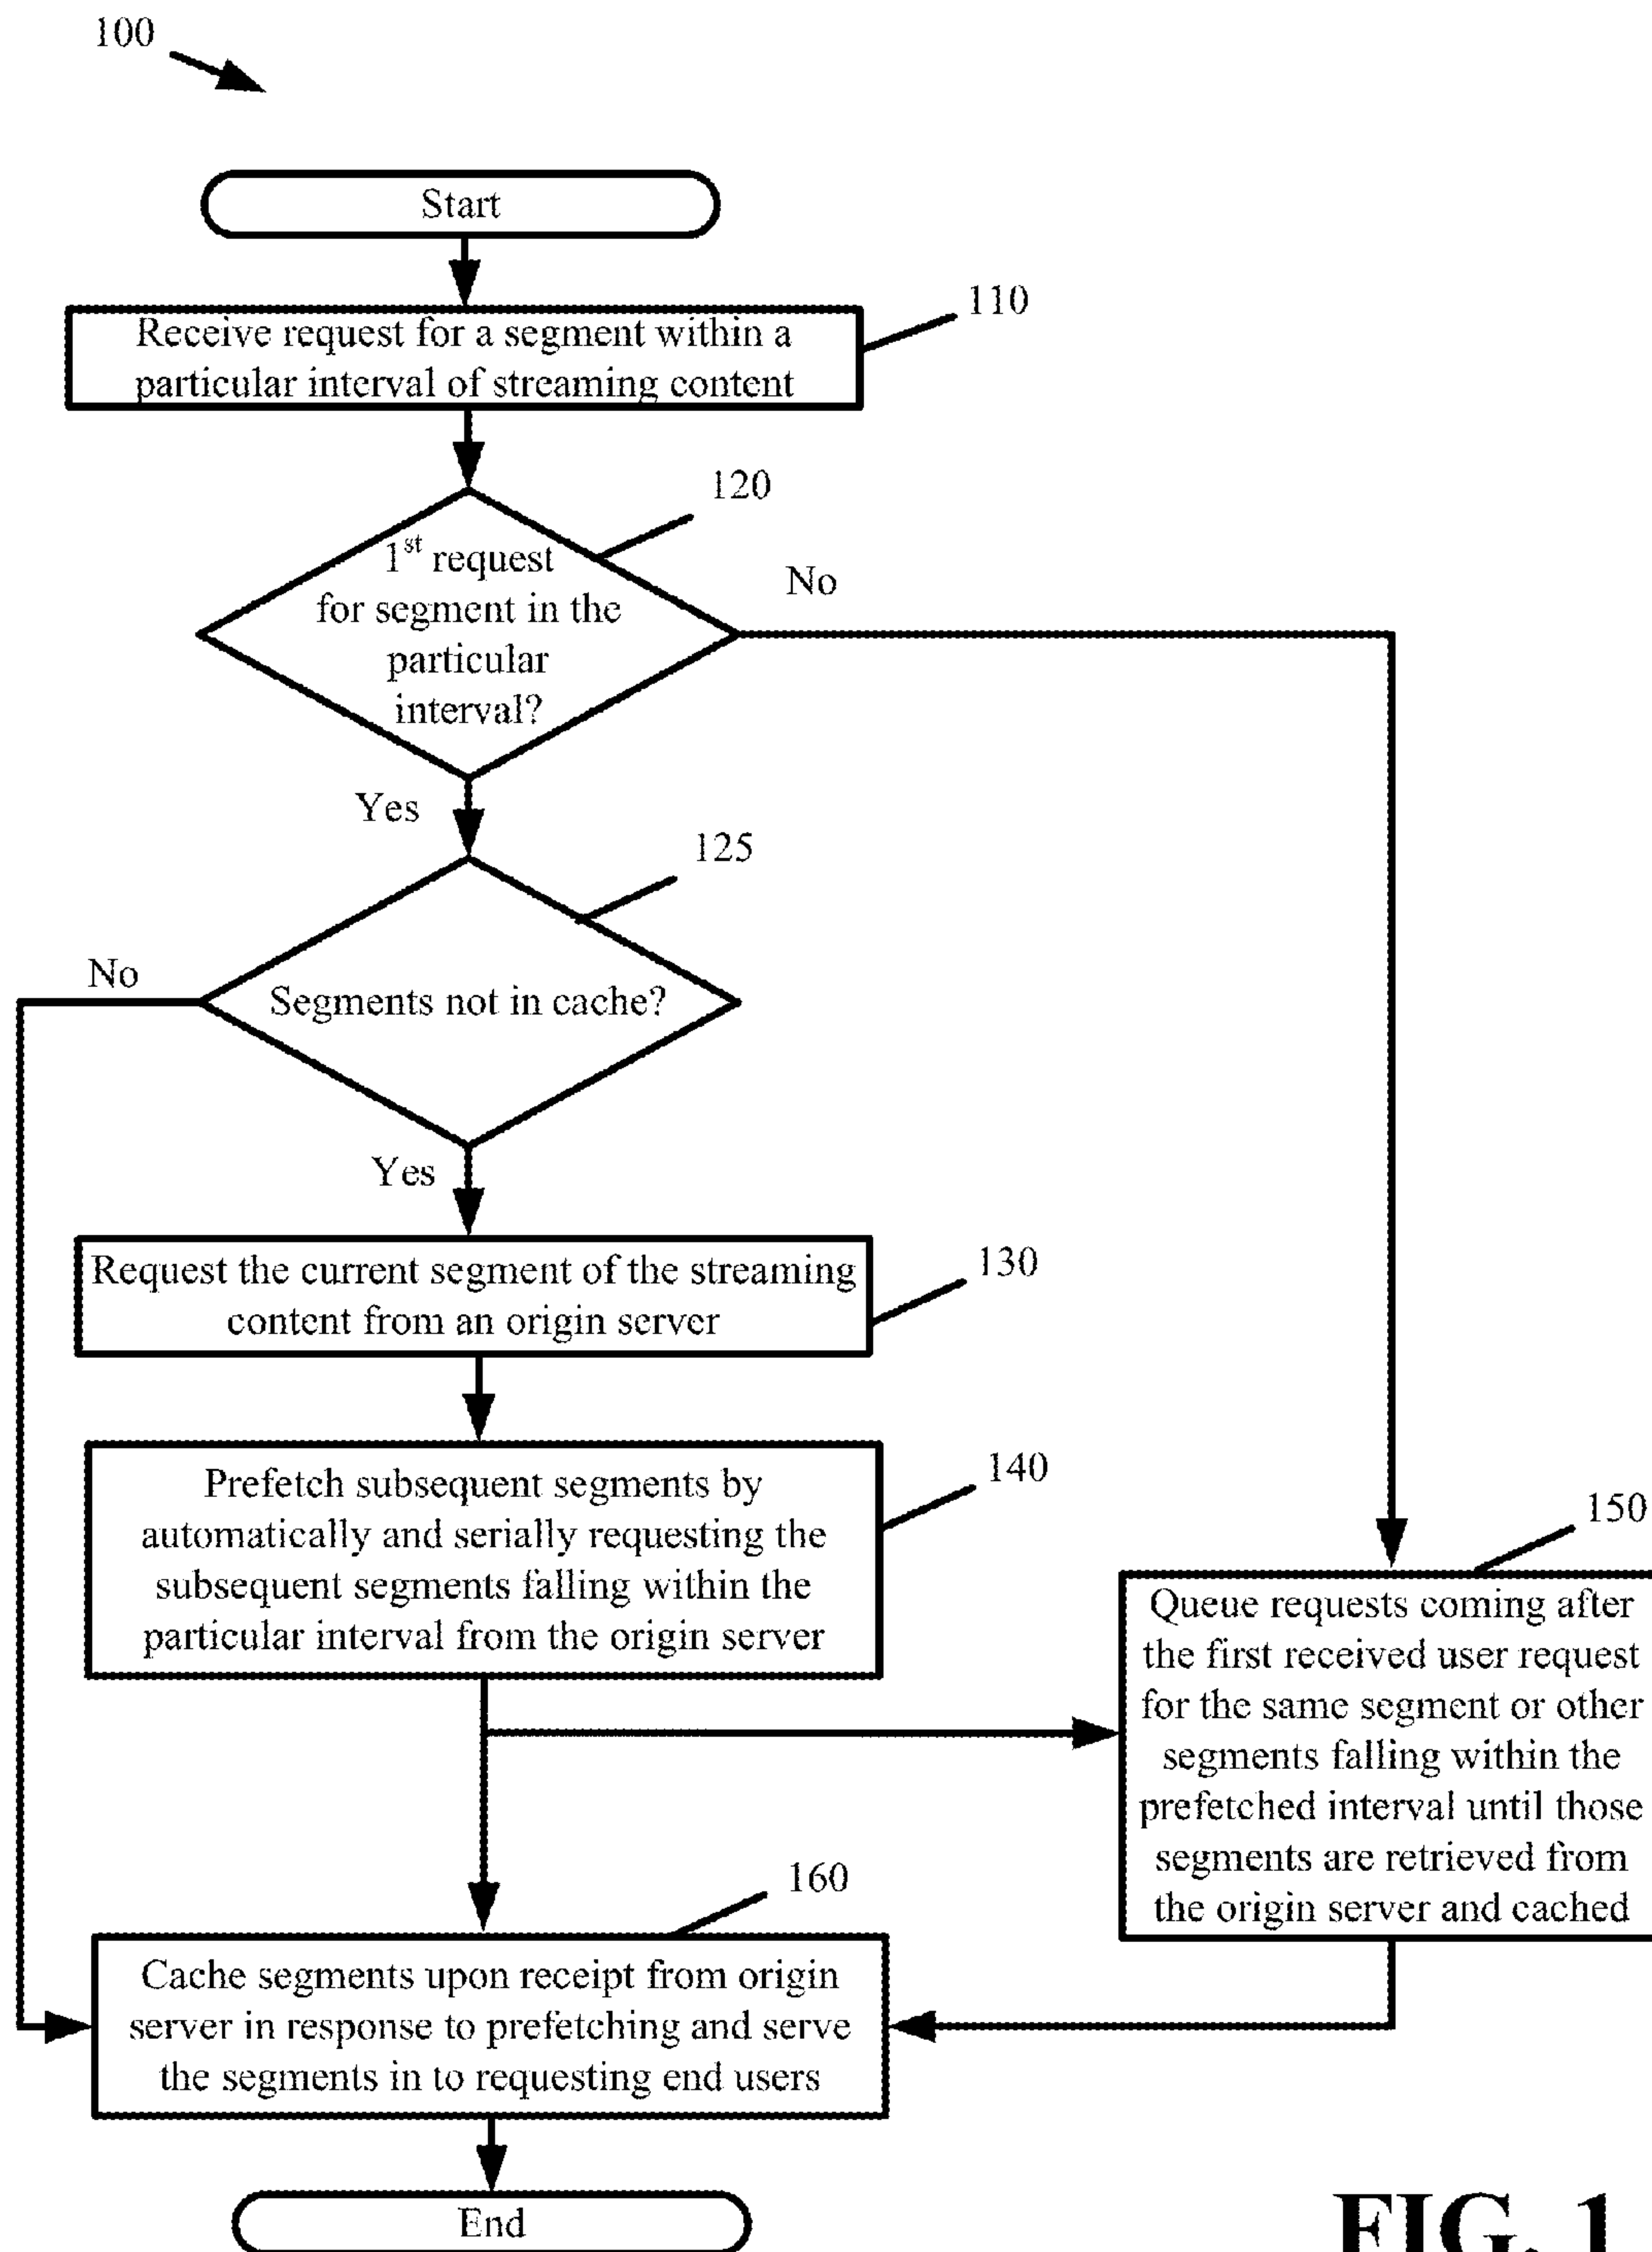 100
Start
Receive request for a segment within a
particular interval of streaming content
110
120
1st request
for segment in the
particular
interval?
No
Yes
125
No
Segments not in cache?
Yes
Request the current segment of the streaming
content from an origin server
130
Prefetch subsequent segments by
automatically and serially requesting the
subsequent segments falling within the
particular interval from the origin server
140
150
Queue requests coming after
the first received user request
for the same segment or other
segments falling within the
prefetched interval until those
segments are retrieved from
the origin server and cached
160
Cache segments upon receipt from origin
server in response to prefetching and serve
the segments in to requesting end users
End
FIG. 1